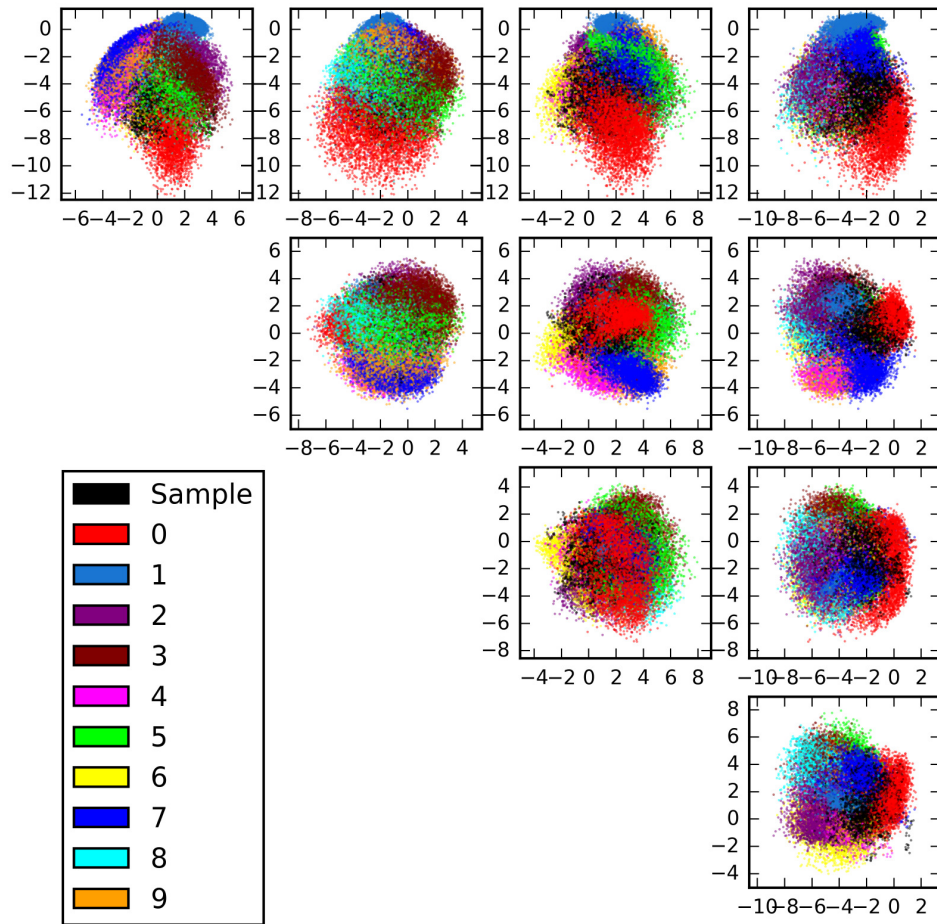 0 0 0 0
−2 −2 −2 −2
−4 −4 −4 −4
−6 −6 −6 −6
−8 −8 −8 −8
−10 10 10 10
−12 12 12 12
−6−4−2 0 2 4 6 −8−6−4−2 0 2 4 −4−2 0 2 4 6 8 −10−8−6−4−2 0 2
6 6 6
4 4 4
2 2 2
0 0 0
−2 −2 −2
−4 −4 −4
−6 −6 −6
−8−6−4−2 0 2 4 −4−2 0 2 4 6 8 −10−8−6−4−2 0 2
4 4
2 2
0 0
−2 −2
−4 −4
−6 −6
−8 −8
−4−2 0 2 4 6 8 −10−8−6−4−2 0 2
8
6
4
2
0
−2
−4
−10−8−6−4−2 0 2
Sample
0
1
2
3
4
5
6
7
8
9